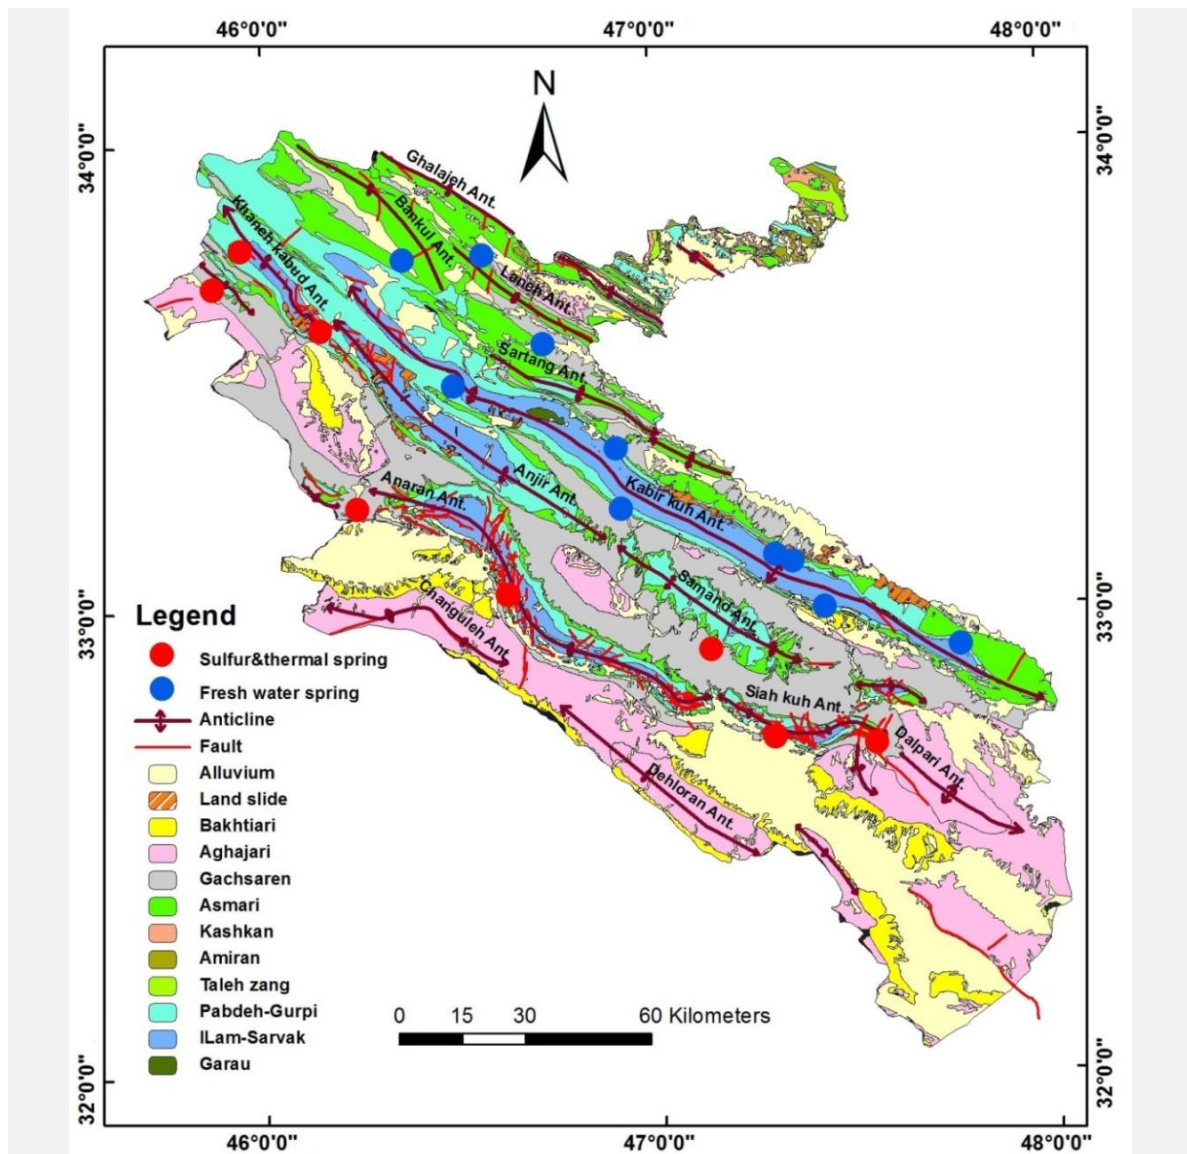 46°0'0" 47°0'0" 48°0'0"
N
34°0'0"
34°0'0"
Ghalajeh Ant.
Bankul Ant.
Khaneh kabud Ant.
Laneh Ant.
Sartang Ant.
Anjir Ant.
Anaran Ant.
Kabir kuh Ant.
Samand Ant.
Changuleh Ant.
33°0'0"
33°0'0"
Siah kuh Ant.
Dalpari Ant.
Dehloran Ant.
Legend
Sulfur&thermal spring
Fresh water spring
Anticline
Fault
Alluvium
Land slide
Bakhtiari
Aghajari
Gachsaren
Asmari
Kashkan
Amiran
Taleh zang
Pabdeh-Gurpi
ILam-Sarvak
Garau
0 15 30 60 Kilometers
32°0'0"
32°0'0"
46°0'0" 47°0'0" 48°0'0"